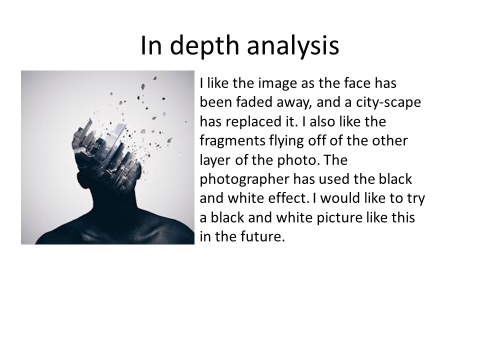 In depth analysis
I like the image as the face has
been faded away, and a city-scape
has replaced it. I also like the
fragments flying off of the other
layer of the photo. The
photographer has used the black
and white effect. I would like to try
a black and white picture like this
in the future.